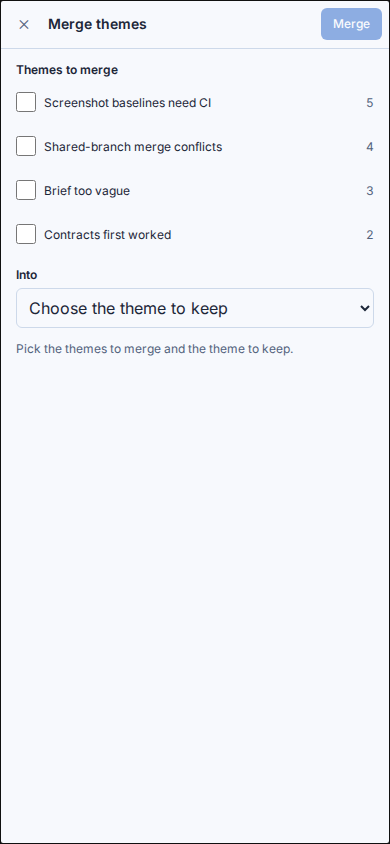 Merge themes
Merge
Themes to merge
Screenshot baselines need CI 5
Shared-branch merge conflicts 4
Brief too vague 3
Contracts first worked 2
Into
Choose the theme to keep
Pick the themes to merge and the theme to keep.